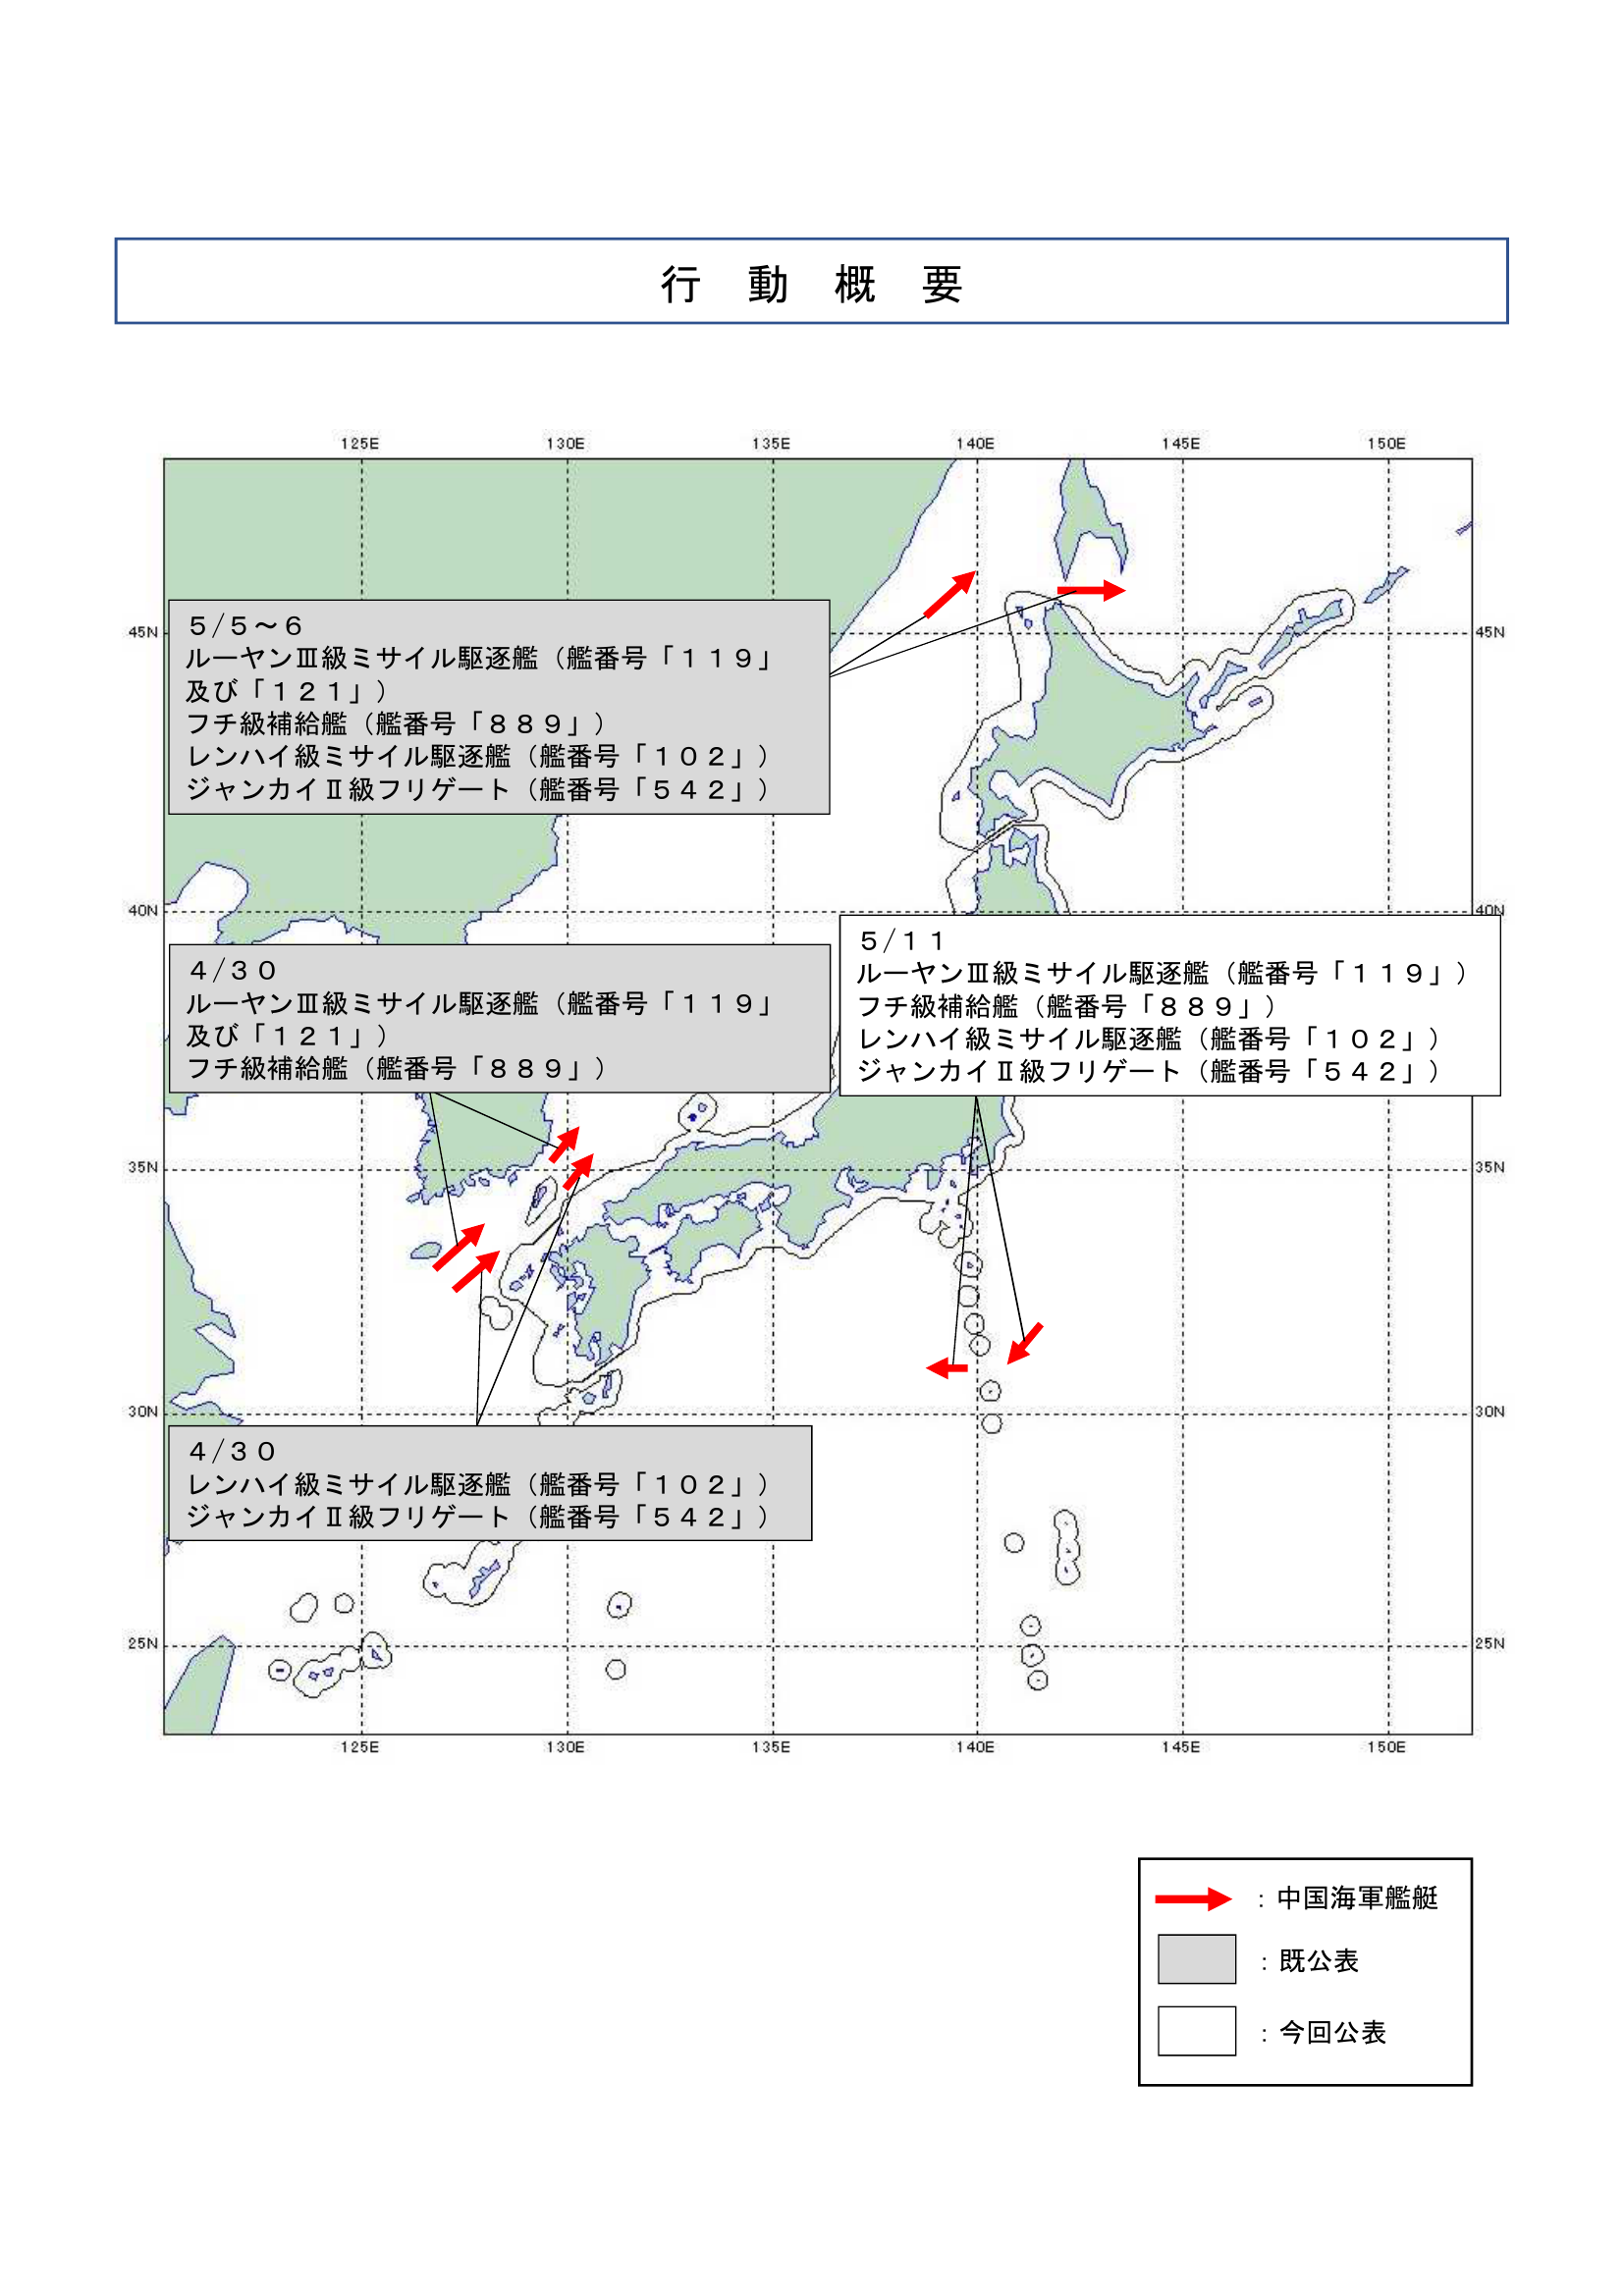 行　動　概　要
125E 130E 135E 140E 145E 150E
45N 45N
５/５～６
ルーヤンⅢ級ミサイル駆逐艦（艦番号「１１９」
及び「１２１」）
フチ級補給艦（艦番号「８８９」）
レンハイ級ミサイル駆逐艦（艦番号「１０２」）
ジャンカイⅡ級フリゲート（艦番号「５４２」）
40N 40N
４/３０
ルーヤンⅢ級ミサイル駆逐艦（艦番号「１１９」
及び「１２１」）
フチ級補給艦（艦番号「８８９」）
５/１１
ルーヤンⅢ級ミサイル駆逐艦（艦番号「１１９」）
フチ級補給艦（艦番号「８８９」）
レンハイ級ミサイル駆逐艦（艦番号「１０２」）
ジャンカイⅡ級フリゲート（艦番号「５４２」）
35N 35N
30N 30N
４/３０
レンハイ級ミサイル駆逐艦（艦番号「１０２」）
ジャンカイⅡ級フリゲート（艦番号「５４２」）
25N 25N
125E 130E 135E 140E 145E 150E
：中国海軍艦艇
：既公表
：今回公表